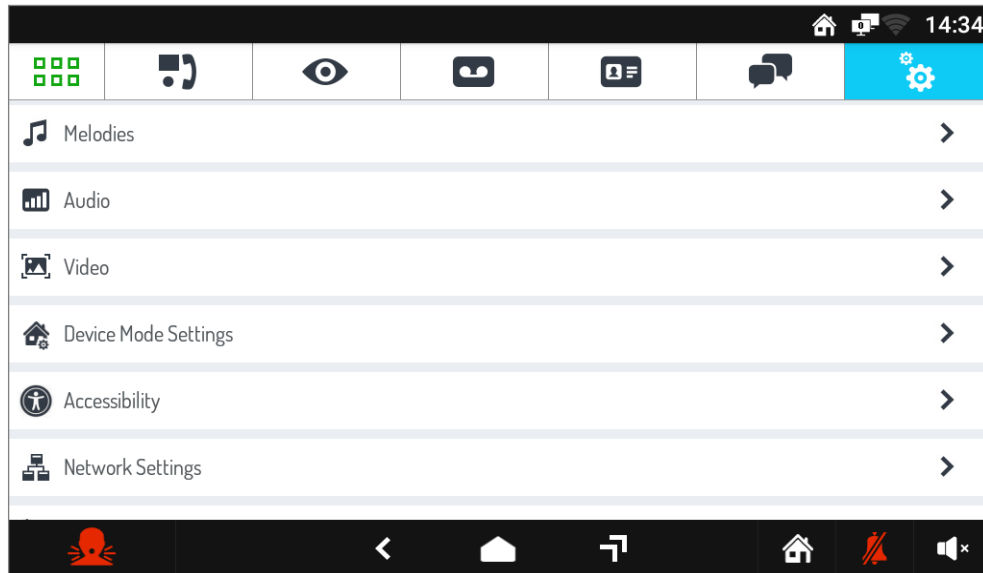 14:34
Melodies
Audio
Video
Device Mode Settings
Accessibility
Network Settings